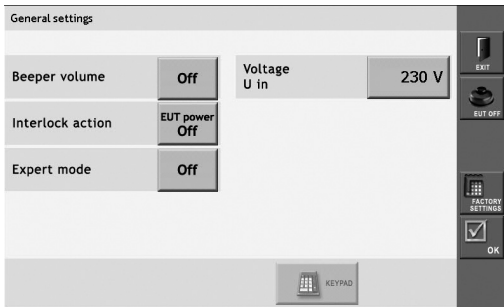 General settings
Beeper volume
Off
Voltage
U in
230 V
Interlock action
EUT power
Off
Expert mode
Off
EXIT
EUT OFF
FACTORY
SETTINGS
OK
KEYPAD